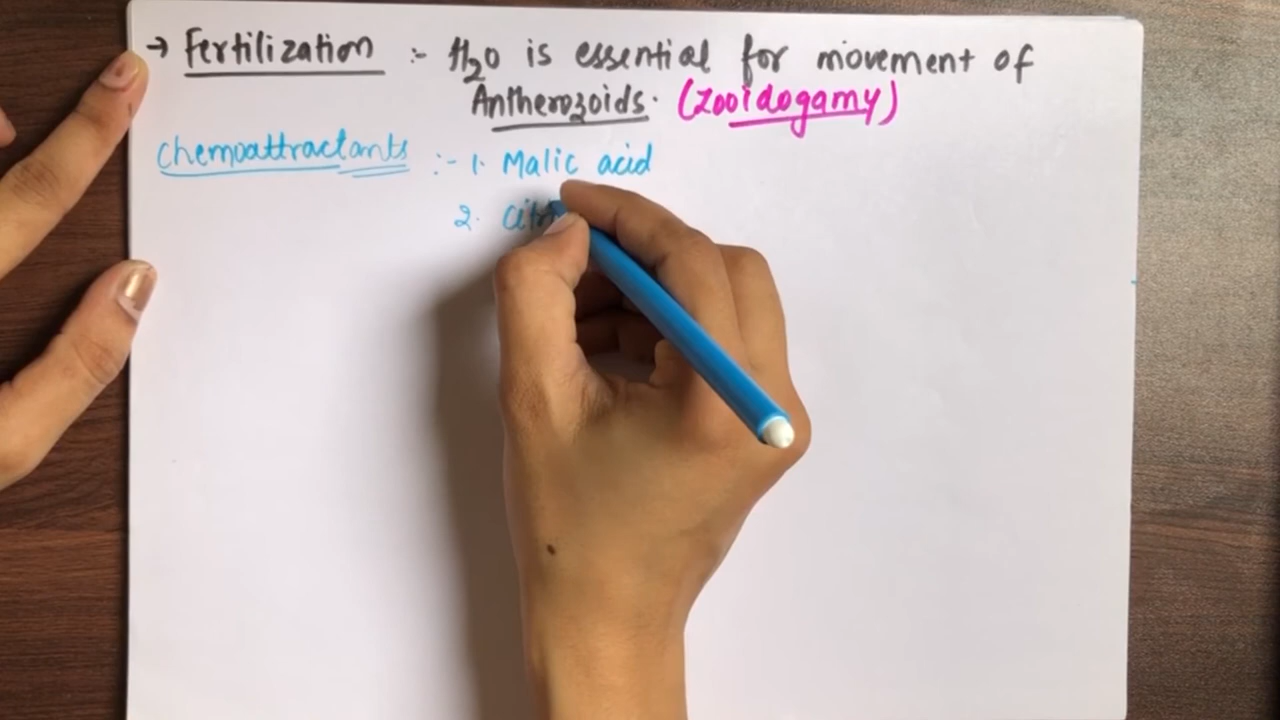 → Fertilization :- H2O is essential for movement of
Antherozoids. (Zooidogamy)
Chemoattractants :- 1. Malic acid
2.